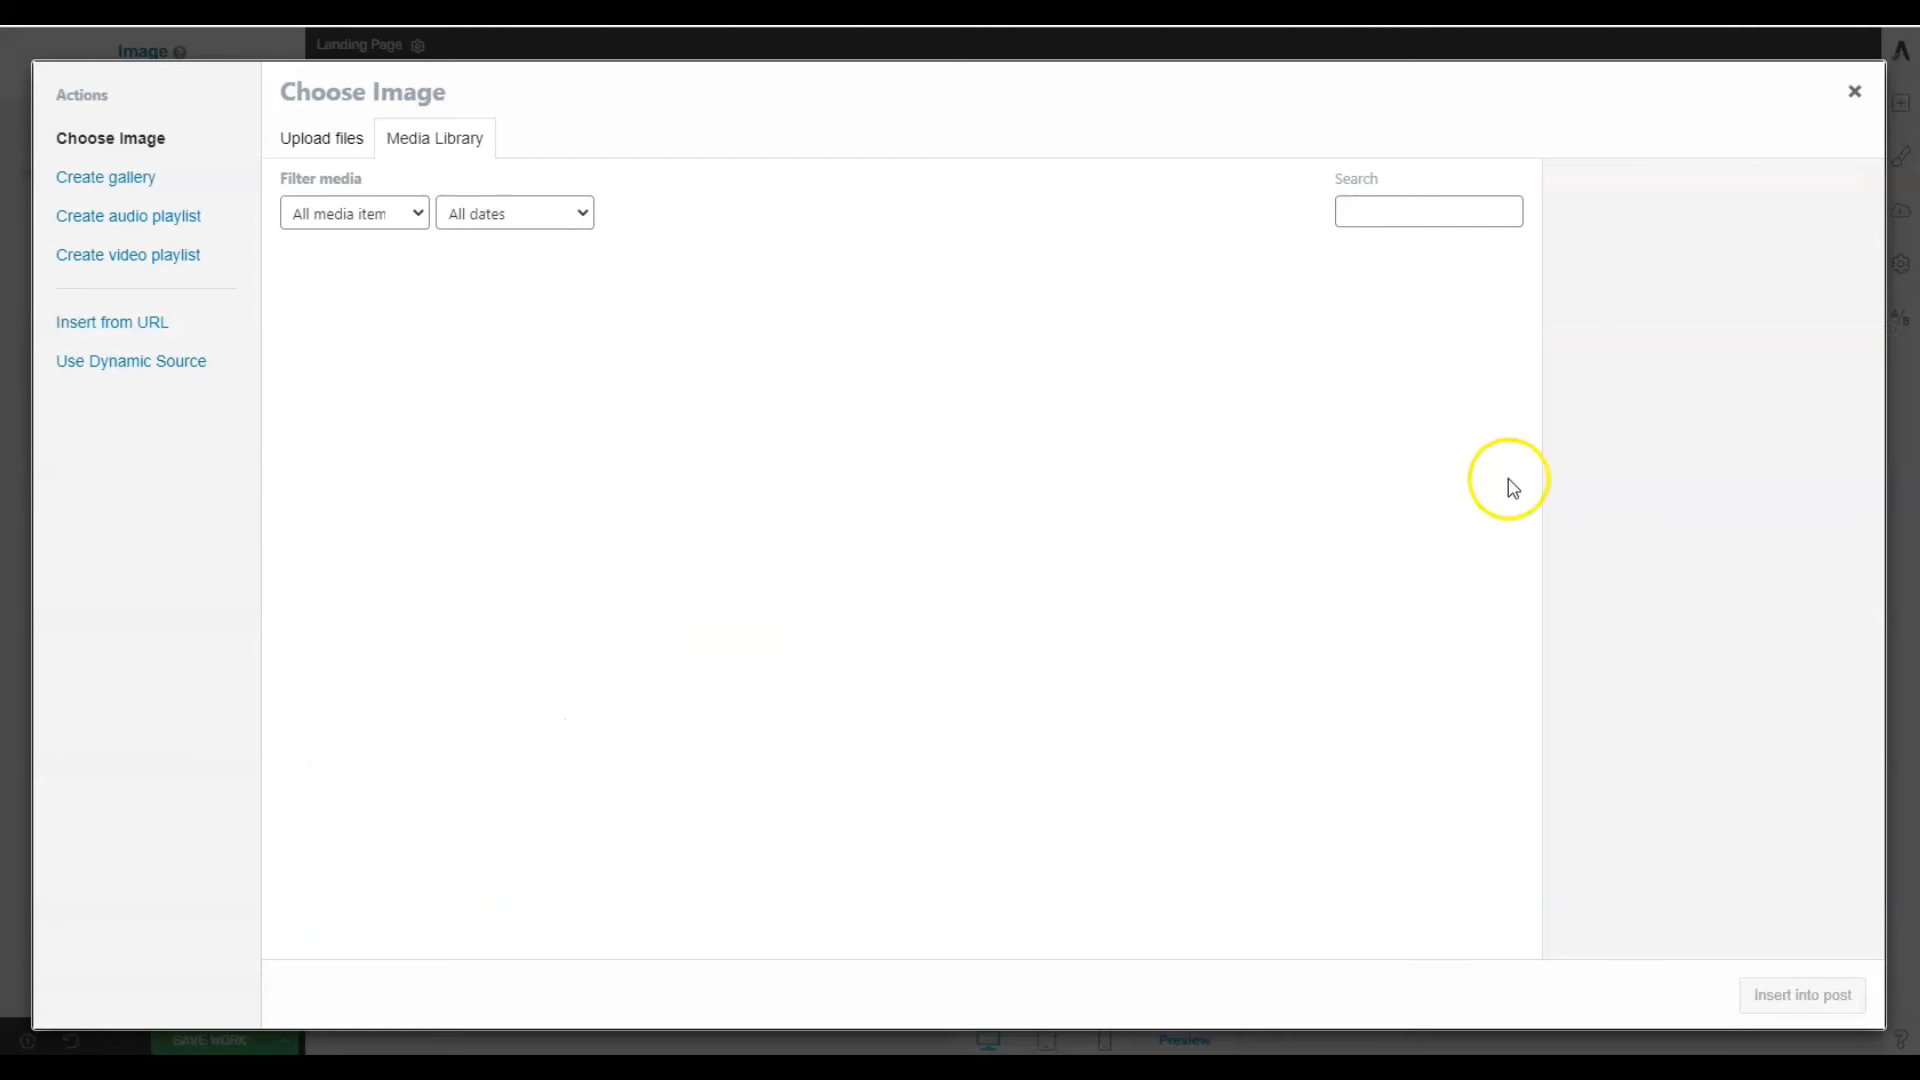 Image
Landing Page
Actions
Choose Image
Create gallery
Create audio playlist
Create video playlist
Insert from URL
Use Dynamic Source
Choose Image
Upload files
Media Library
Filter media
All media item
All dates
Search
Insert into post
SAVE WORK
Preview